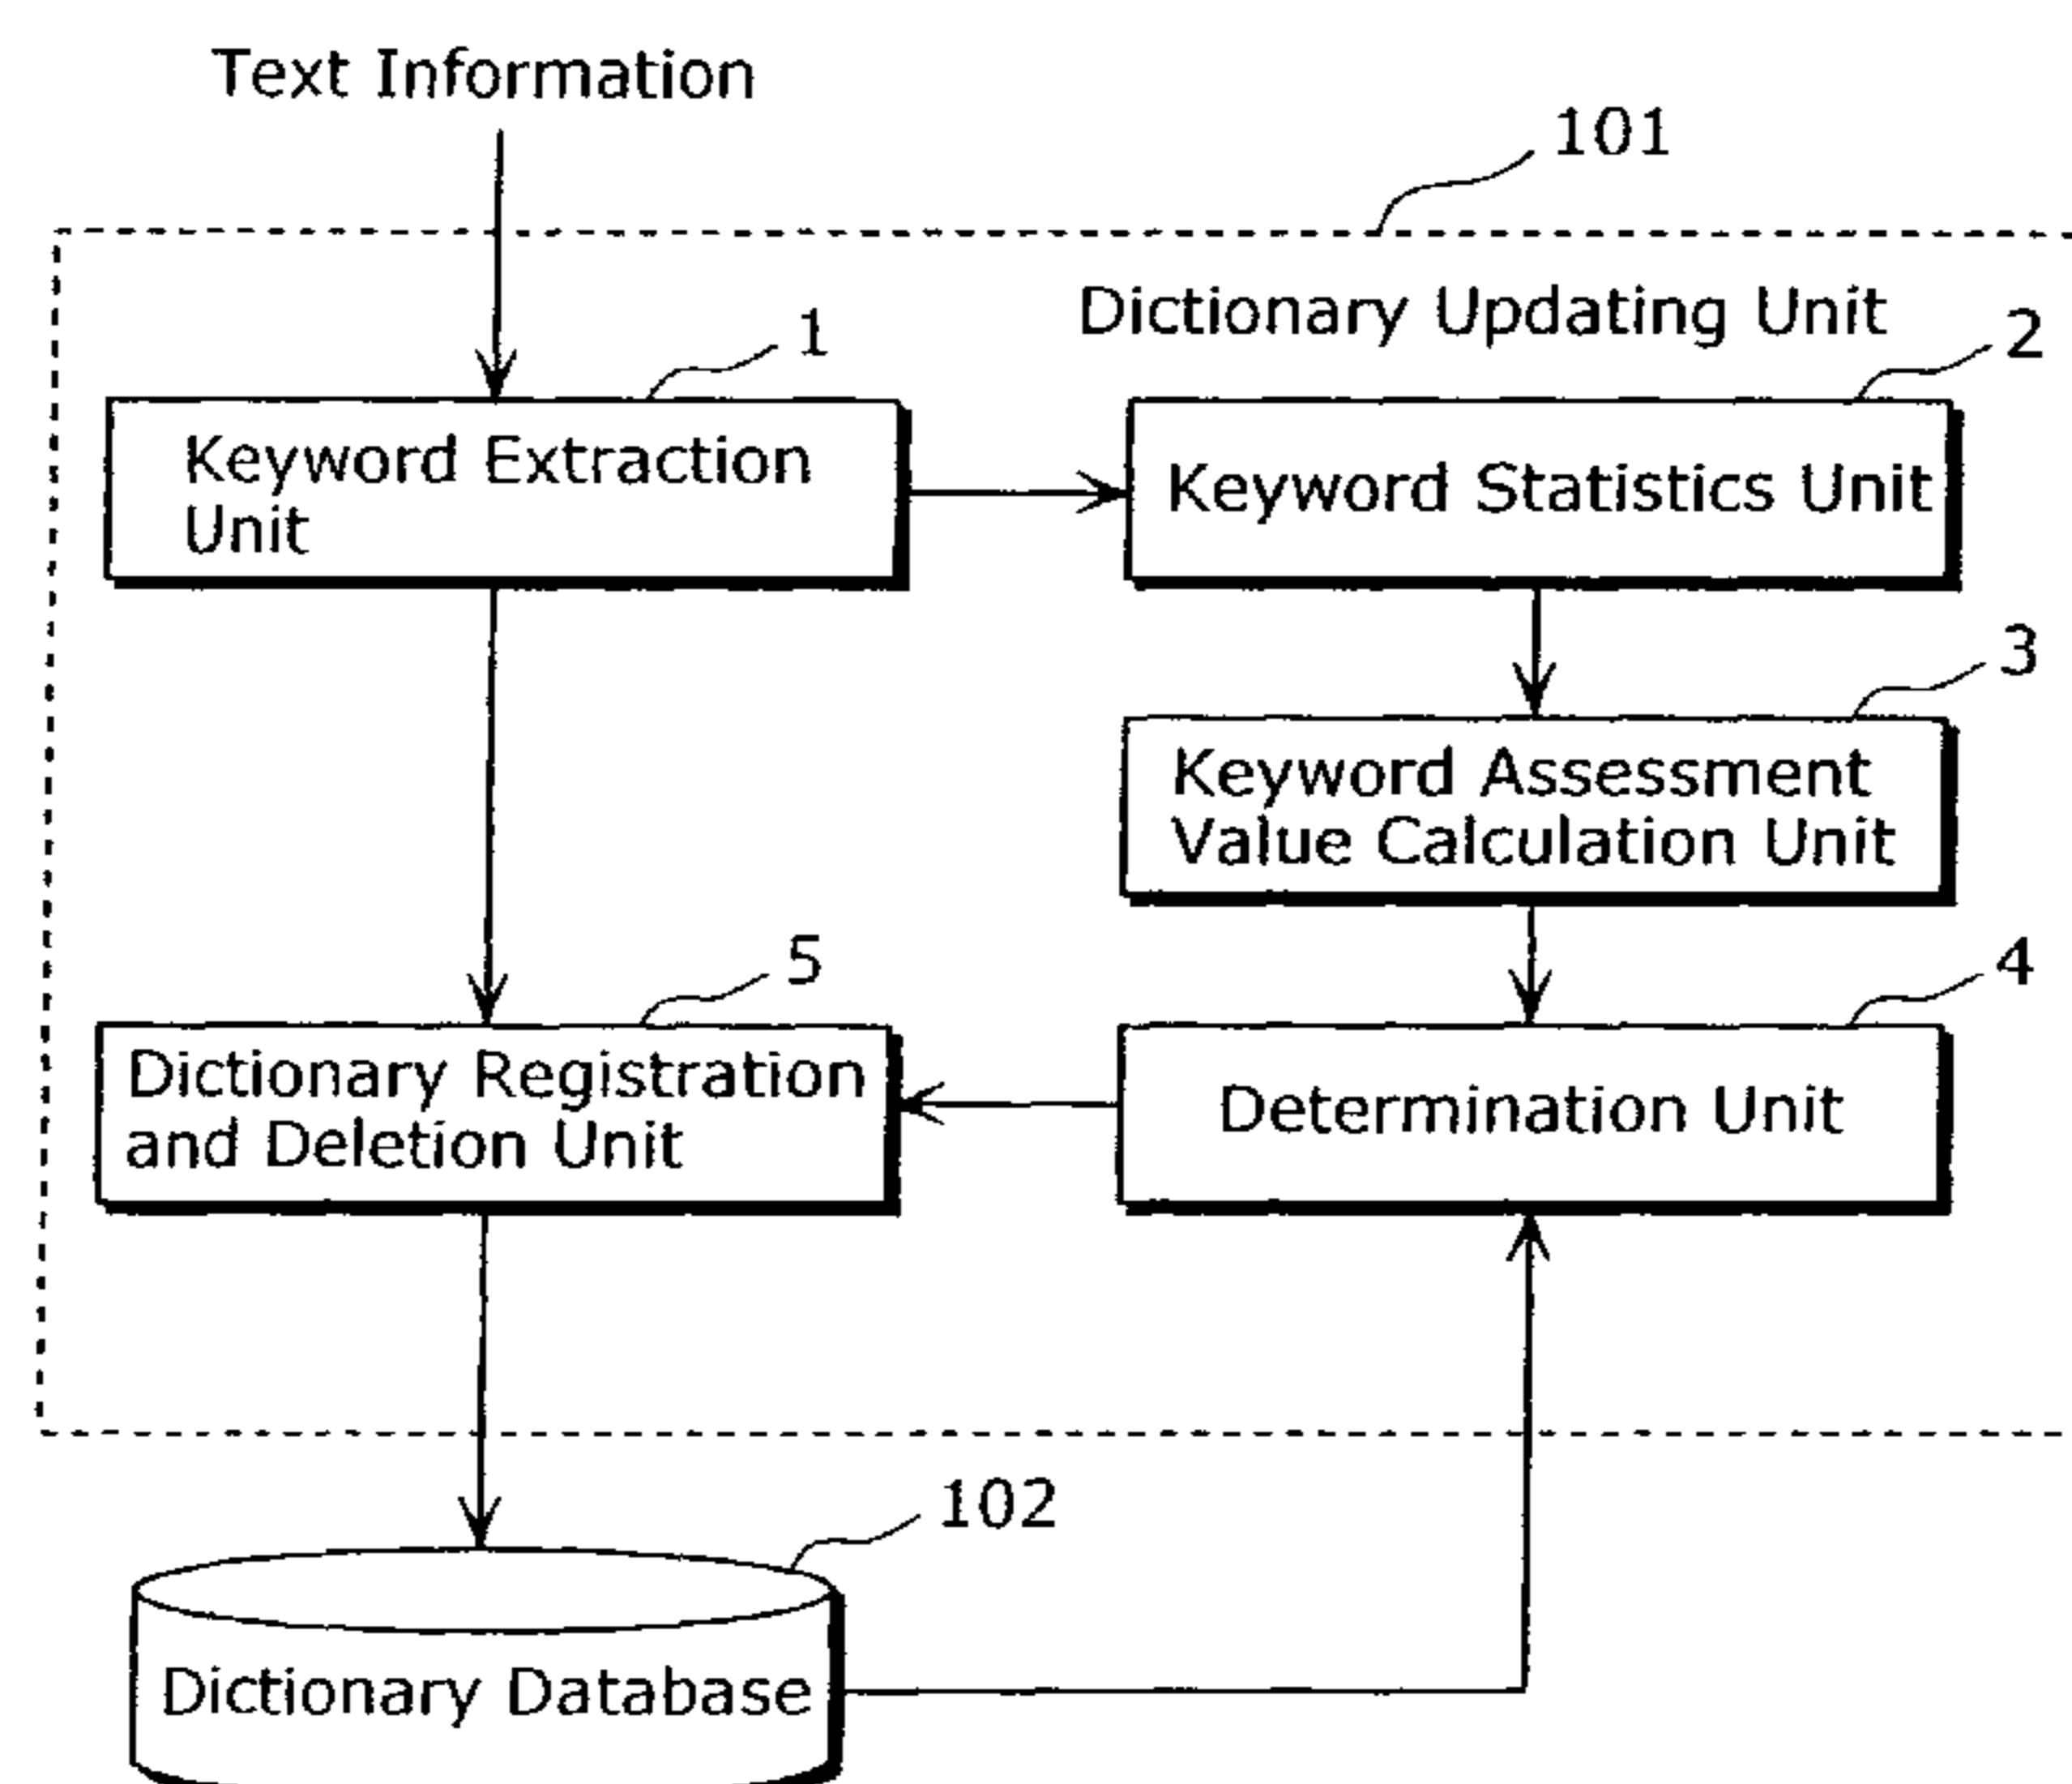 Text Information
101
Dictionary Updating Unit
1
2
Keyword Extraction
Unit
Keyword Statistics Unit
3
Keyword Assessment
Value Calculation Unit
5
4
Dictionary Registration
and Deletion Unit
Determination Unit
102
Dictionary Database